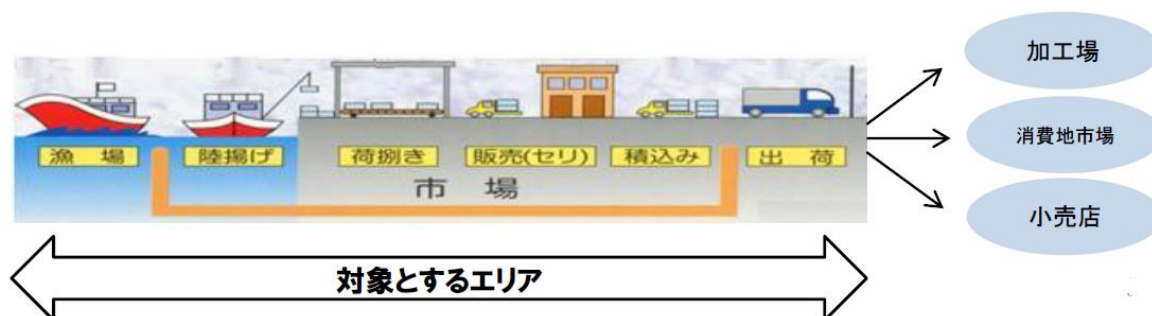 漁場
陸揚げ
荷捌き
販売(セリ)
積込み
出荷
市場
対象とするエリア
加工場
消費地市場
小売店